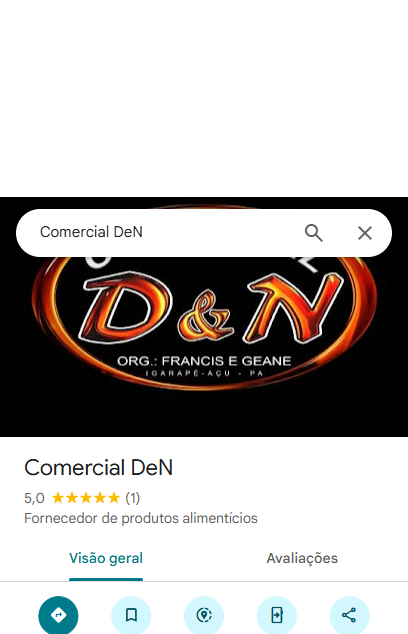 Comercial DeN
D&N
ORG.: FRANCIS E GEANE
IGARAPÉ-AÇU - PA
Comercial DeN
5,0 ★★★★★ (1)
Fornecedor de produtos alimentícios
Visão geral Avaliações